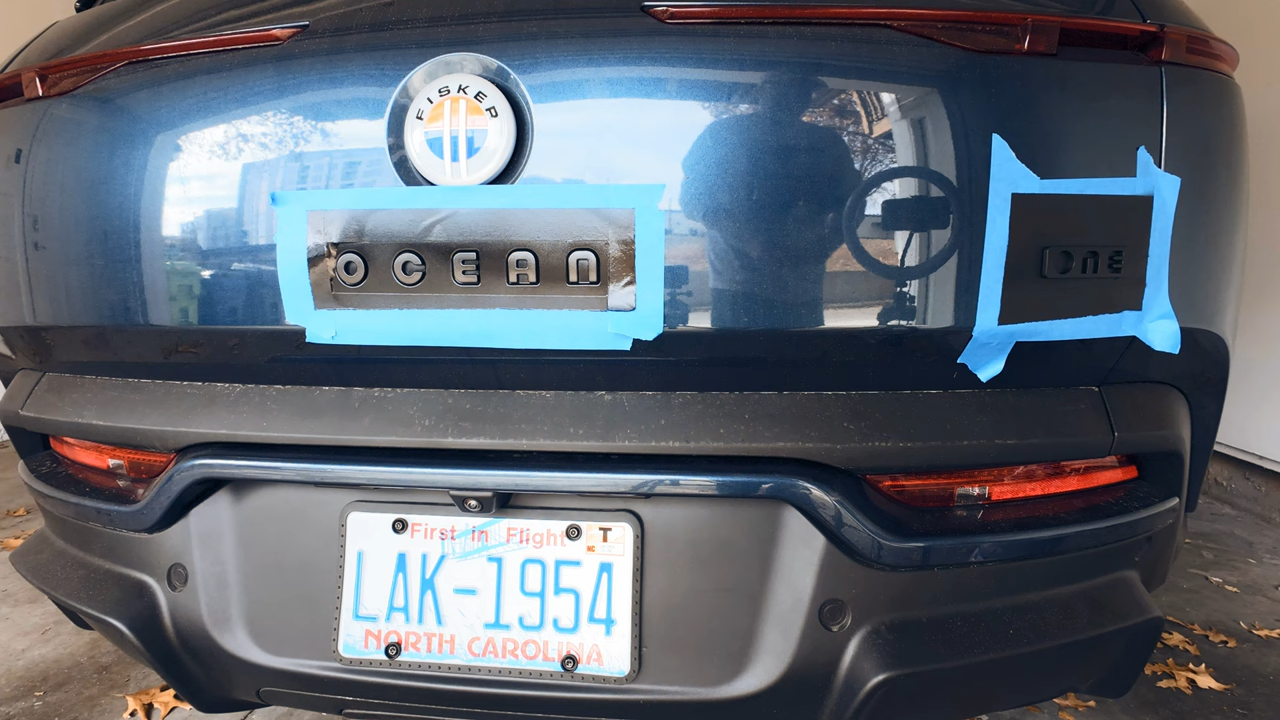 FISKER
OCEAN
ONE
First in Flight
T
NC
LAK-1954
NORTH CAROLINA